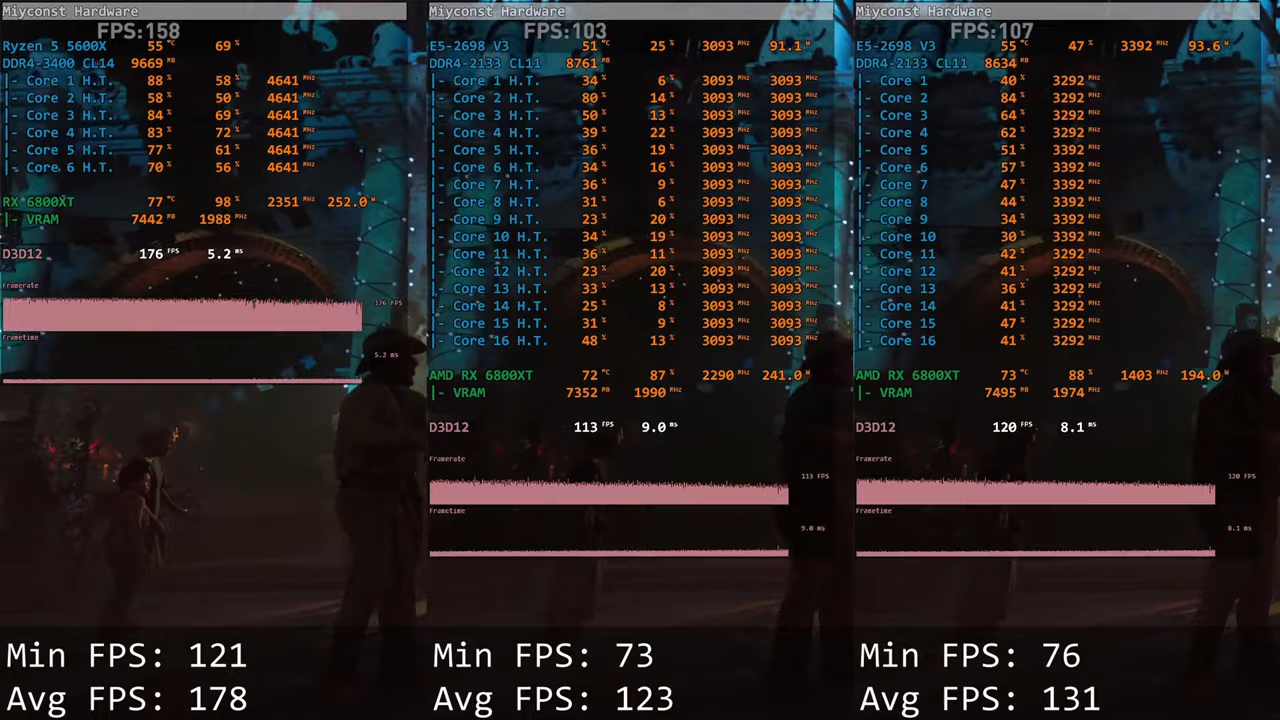 Miyconst Hardware
FPS:158
Ryzen 5 5600X 55 °C 69 %
DDR4-3400 CL14 9669 MB
|- Core 1 H.T. 88 % 58 % 4641 MHz
|- Core 2 H.T. 58 % 50 % 4641 MHz
|- Core 3 H.T. 84 % 69 % 4641 MHz
|- Core 4 H.T. 83 % 72 % 4641 MHz
|- Core 5 H.T. 77 % 61 % 4641 MHz
|- Core 6 H.T. 70 % 56 % 4641 MHz
RX 6800XT 77 °C 98 % 2351 MHz 252.0 W
|- VRAM 7442 MB 1988 MHz
D3D12 176 FPS 5.2 ms
Framerate
176 FPS
Frametime
5.2 ms
Min FPS: 121
Avg FPS: 178
Miyconst Hardware
FPS:103
E5-2698 V3 51 °C 25 % 3093 MHz 91.1 W
DDR4-2133 CL11 8761 MB
|- Core 1 H.T. 34 % 6 % 3093 MHz 3093 MHz
|- Core 2 H.T. 80 % 14 % 3093 MHz 3093 MHz
|- Core 3 H.T. 50 % 13 % 3093 MHz 3093 MHz
|- Core 4 H.T. 39 % 22 % 3093 MHz 3093 MHz
|- Core 5 H.T. 36 % 19 % 3093 MHz 3093 MHz
|- Core 6 H.T. 34 % 16 % 3093 MHz 3093 MHz
|- Core 7 H.T. 36 % 9 % 3093 MHz 3093 MHz
|- Core 8 H.T. 31 % 6 % 3093 MHz 3093 MHz
|- Core 9 H.T. 23 % 20 % 3093 MHz 3093 MHz
|- Core 10 H.T. 34 % 19 % 3093 MHz 3093 MHz
|- Core 11 H.T. 36 % 11 % 3093 MHz 3093 MHz
|- Core 12 H.T. 23 % 20 % 3093 MHz 3093 MHz
|- Core 13 H.T. 33 % 13 % 3093 MHz 3093 MHz
|- Core 14 H.T. 25 % 8 % 3093 MHz 3093 MHz
|- Core 15 H.T. 31 % 9 % 3093 MHz 3093 MHz
|- Core 16 H.T. 48 % 13 % 3093 MHz 3093 MHz
AMD RX 6800XT 72 °C 87 % 2290 MHz 241.0 W
|- VRAM 7352 MB 1990 MHz
D3D12 113 FPS 9.0 ms
Framerate
113 FPS
Frametime
9.0 ms
Min FPS: 73
Avg FPS: 123
Miyconst Hardware
FPS:107
E5-2698 V3 55 °C 47 % 3392 MHz 93.6 W
DDR4-2133 CL11 8634 MB
|- Core 1 40 % 3292 MHz
|- Core 2 84 % 3292 MHz
|- Core 3 64 % 3292 MHz
|- Core 4 62 % 3292 MHz
|- Core 5 51 % 3292 MHz
|- Core 6 57 % 3292 MHz
|- Core 7 47 % 3392 MHz
|- Core 8 44 % 3392 MHz
|- Core 9 34 % 3392 MHz
|- Core 10 30 % 3392 MHz
|- Core 11 42 % 3392 MHz
|- Core 12 41 % 3392 MHz
|- Core 13 36 % 3392 MHz
|- Core 14 41 % 3392 MHz
|- Core 15 47 % 3392 MHz
|- Core 16 41 % 3392 MHz
AMD RX 6800XT 73 °C 88 % 1403 MHz 194.0 W
|- VRAM 7495 MB 1974 MHz
D3D12 120 FPS 8.1 ms
Framerate
120 FPS
Frametime
8.1 ms
Min FPS: 76
Avg FPS: 131